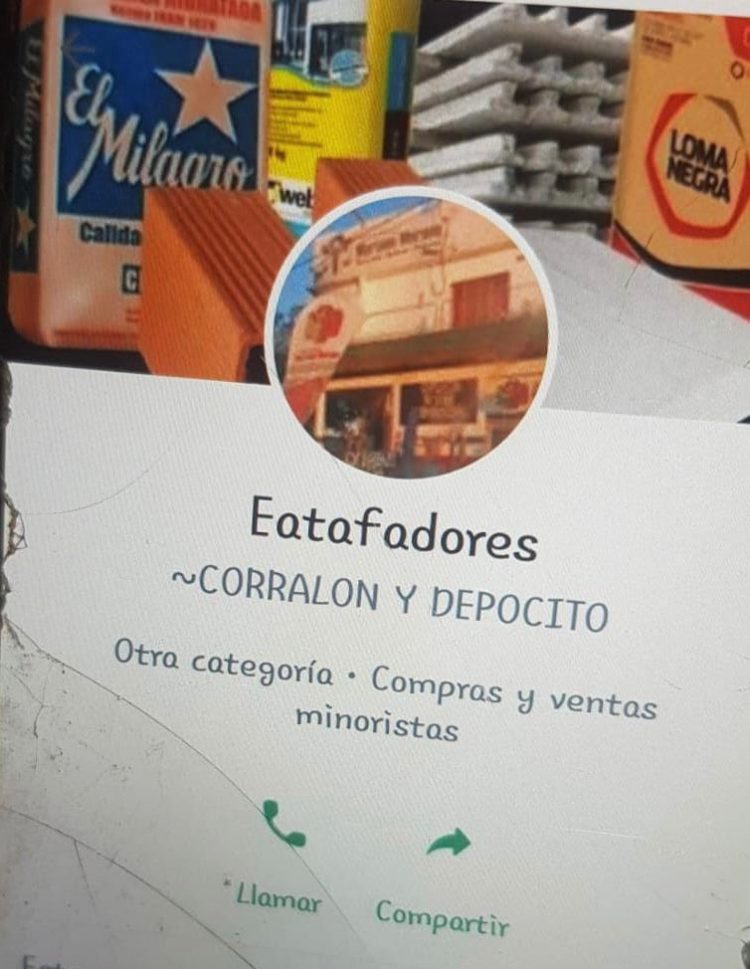 El
Milagro
Calida
web
LOMA
NEGRA
Eatafadores
~CORRALON Y DEPOCITO
Otra categoría • Compras y ventas
minoristas
Llamar
Compartir